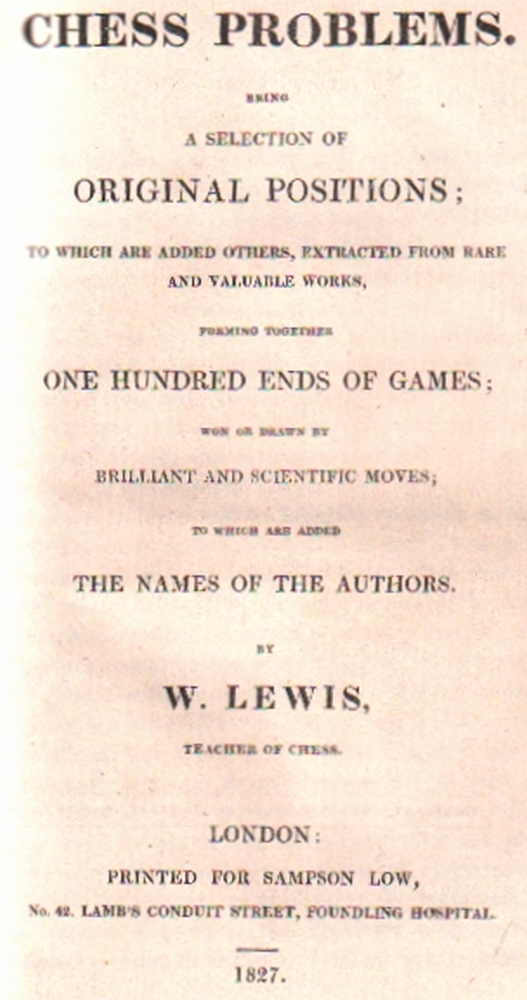 CHESS PROBLEMS.
BEING
A SELECTION OF
ORIGINAL POSITIONS;
TO WHICH ARE ADDED OTHERS, EXTRACTED FROM RARE
AND VALUABLE WORKS,
FORMING TOGETHER
ONE HUNDRED ENDS OF GAMES;
WON OR DRAWN BY
BRILLIANT AND SCIENTIFIC MOVES;
TO WHICH ARE ADDED
THE NAMES OF THE AUTHORS.
BY
W. LEWIS,
TEACHER OF CHESS.
LONDON:
PRINTED FOR SAMPSON LOW,
No. 42. LAMB'S CONDUIT STREET, FOUNDLING HOSPITAL.
1827.